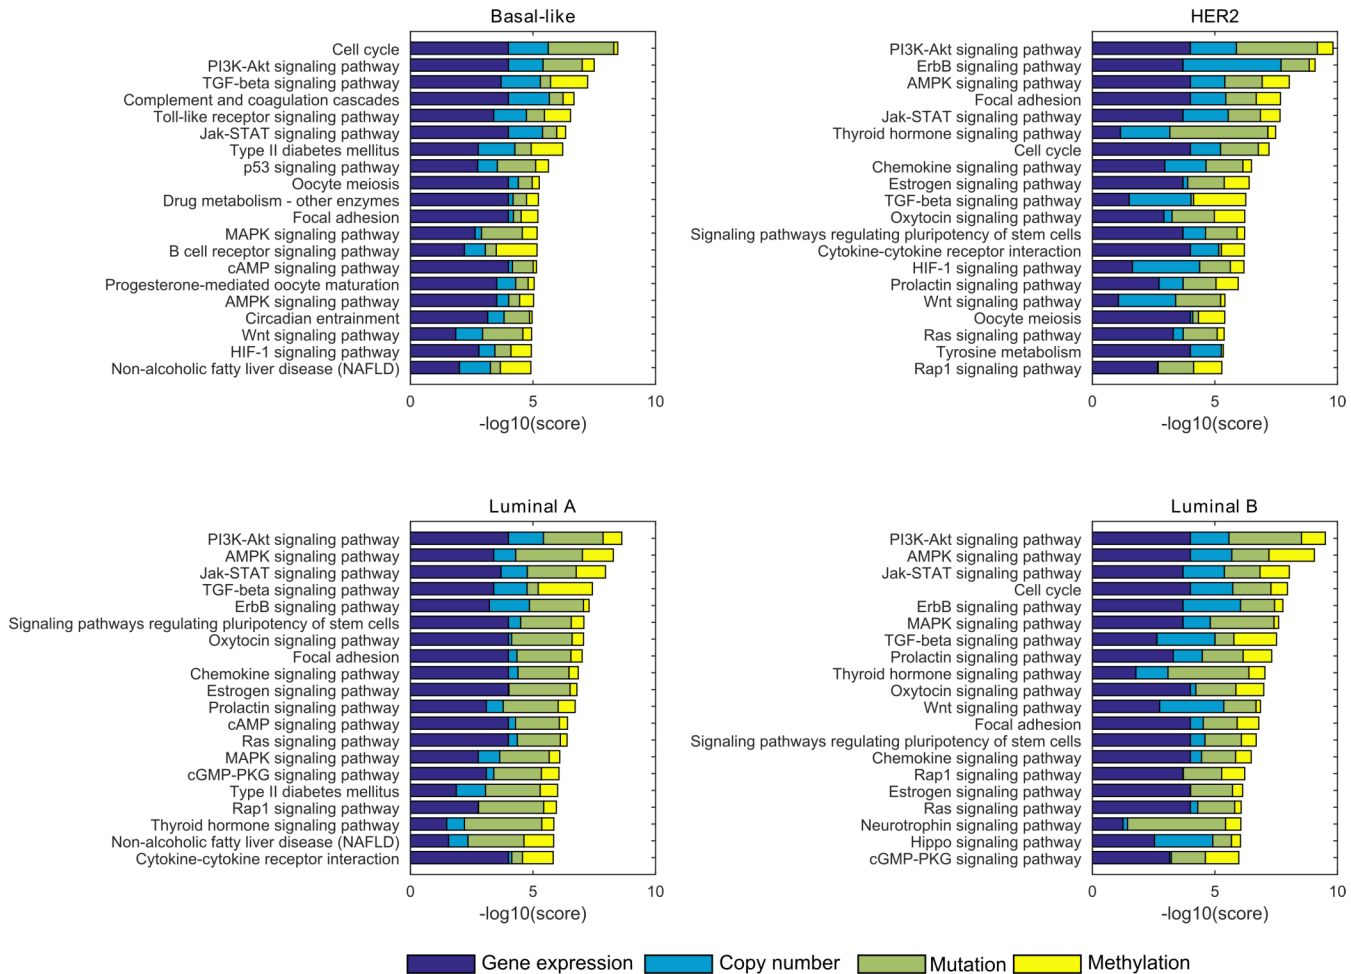 Basal-like
Cell cycle
PI3K-Akt signaling pathway
TGF-beta signaling pathway
Complement and coagulation cascades
Toll-like receptor signaling pathway
Jak-STAT signaling pathway
Type II diabetes mellitus
p53 signaling pathway
Oocyte meiosis
Drug metabolism - other enzymes
Focal adhesion
MAPK signaling pathway
B cell receptor signaling pathway
cAMP signaling pathway
Progesterone-mediated oocyte maturation
AMPK signaling pathway
Circadian entrainment
Wnt signaling pathway
HIF-1 signaling pathway
Non-alcoholic fatty liver disease (NAFLD)
0 5 10
-log10(score)
HER2
PI3K-Akt signaling pathway
ErbB signaling pathway
AMPK signaling pathway
Focal adhesion
Jak-STAT signaling pathway
Thyroid hormone signaling pathway
Cell cycle
Chemokine signaling pathway
Estrogen signaling pathway
TGF-beta signaling pathway
Oxytocin signaling pathway
Signaling pathways regulating pluripotency of stem cells
Cytokine-cytokine receptor interaction
HIF-1 signaling pathway
Prolactin signaling pathway
Wnt signaling pathway
Oocyte meiosis
Ras signaling pathway
Tyrosine metabolism
Rap1 signaling pathway
0 5 10
-log10(score)
Luminal A
PI3K-Akt signaling pathway
AMPK signaling pathway
Jak-STAT signaling pathway
TGF-beta signaling pathway
ErbB signaling pathway
Signaling pathways regulating pluripotency of stem cells
Oxytocin signaling pathway
Focal adhesion
Chemokine signaling pathway
Estrogen signaling pathway
Prolactin signaling pathway
cAMP signaling pathway
Ras signaling pathway
MAPK signaling pathway
cGMP-PKG signaling pathway
Type II diabetes mellitus
Rap1 signaling pathway
Thyroid hormone signaling pathway
Non-alcoholic fatty liver disease (NAFLD)
Cytokine-cytokine receptor interaction
0 5 10
-log10(score)
Luminal B
PI3K-Akt signaling pathway
AMPK signaling pathway
Jak-STAT signaling pathway
Cell cycle
ErbB signaling pathway
MAPK signaling pathway
TGF-beta signaling pathway
Prolactin signaling pathway
Thyroid hormone signaling pathway
Oxytocin signaling pathway
Wnt signaling pathway
Focal adhesion
Signaling pathways regulating pluripotency of stem cells
Chemokine signaling pathway
Rap1 signaling pathway
Estrogen signaling pathway
Ras signaling pathway
Neurotrophin signaling pathway
Hippo signaling pathway
cGMP-PKG signaling pathway
0 5 10
-log10(score)
Gene expression Copy number Mutation Methylation